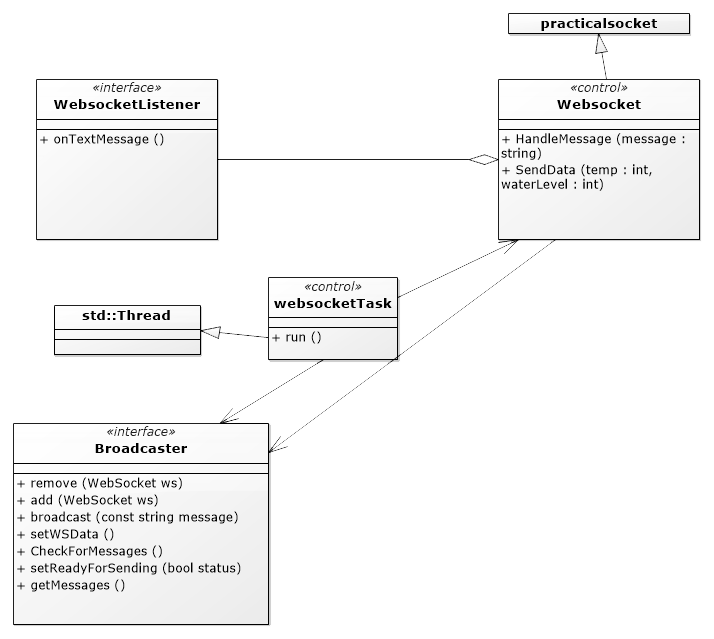 practicalsocket
«interface»
WebsocketListener
+ onTextMessage ()
«control»
Websocket
+ HandleMessage (message :
string)
+ SendData (temp : int,
waterLevel : int)
«control»
websocketTask
+ run ()
std::Thread
«interface»
Broadcaster
+ remove (WebSocket ws)
+ add (WebSocket ws)
+ broadcast (const string message)
+ setWSData ()
+ CheckForMessages ()
+ setReadyForSending (bool status)
+ getMessages ()